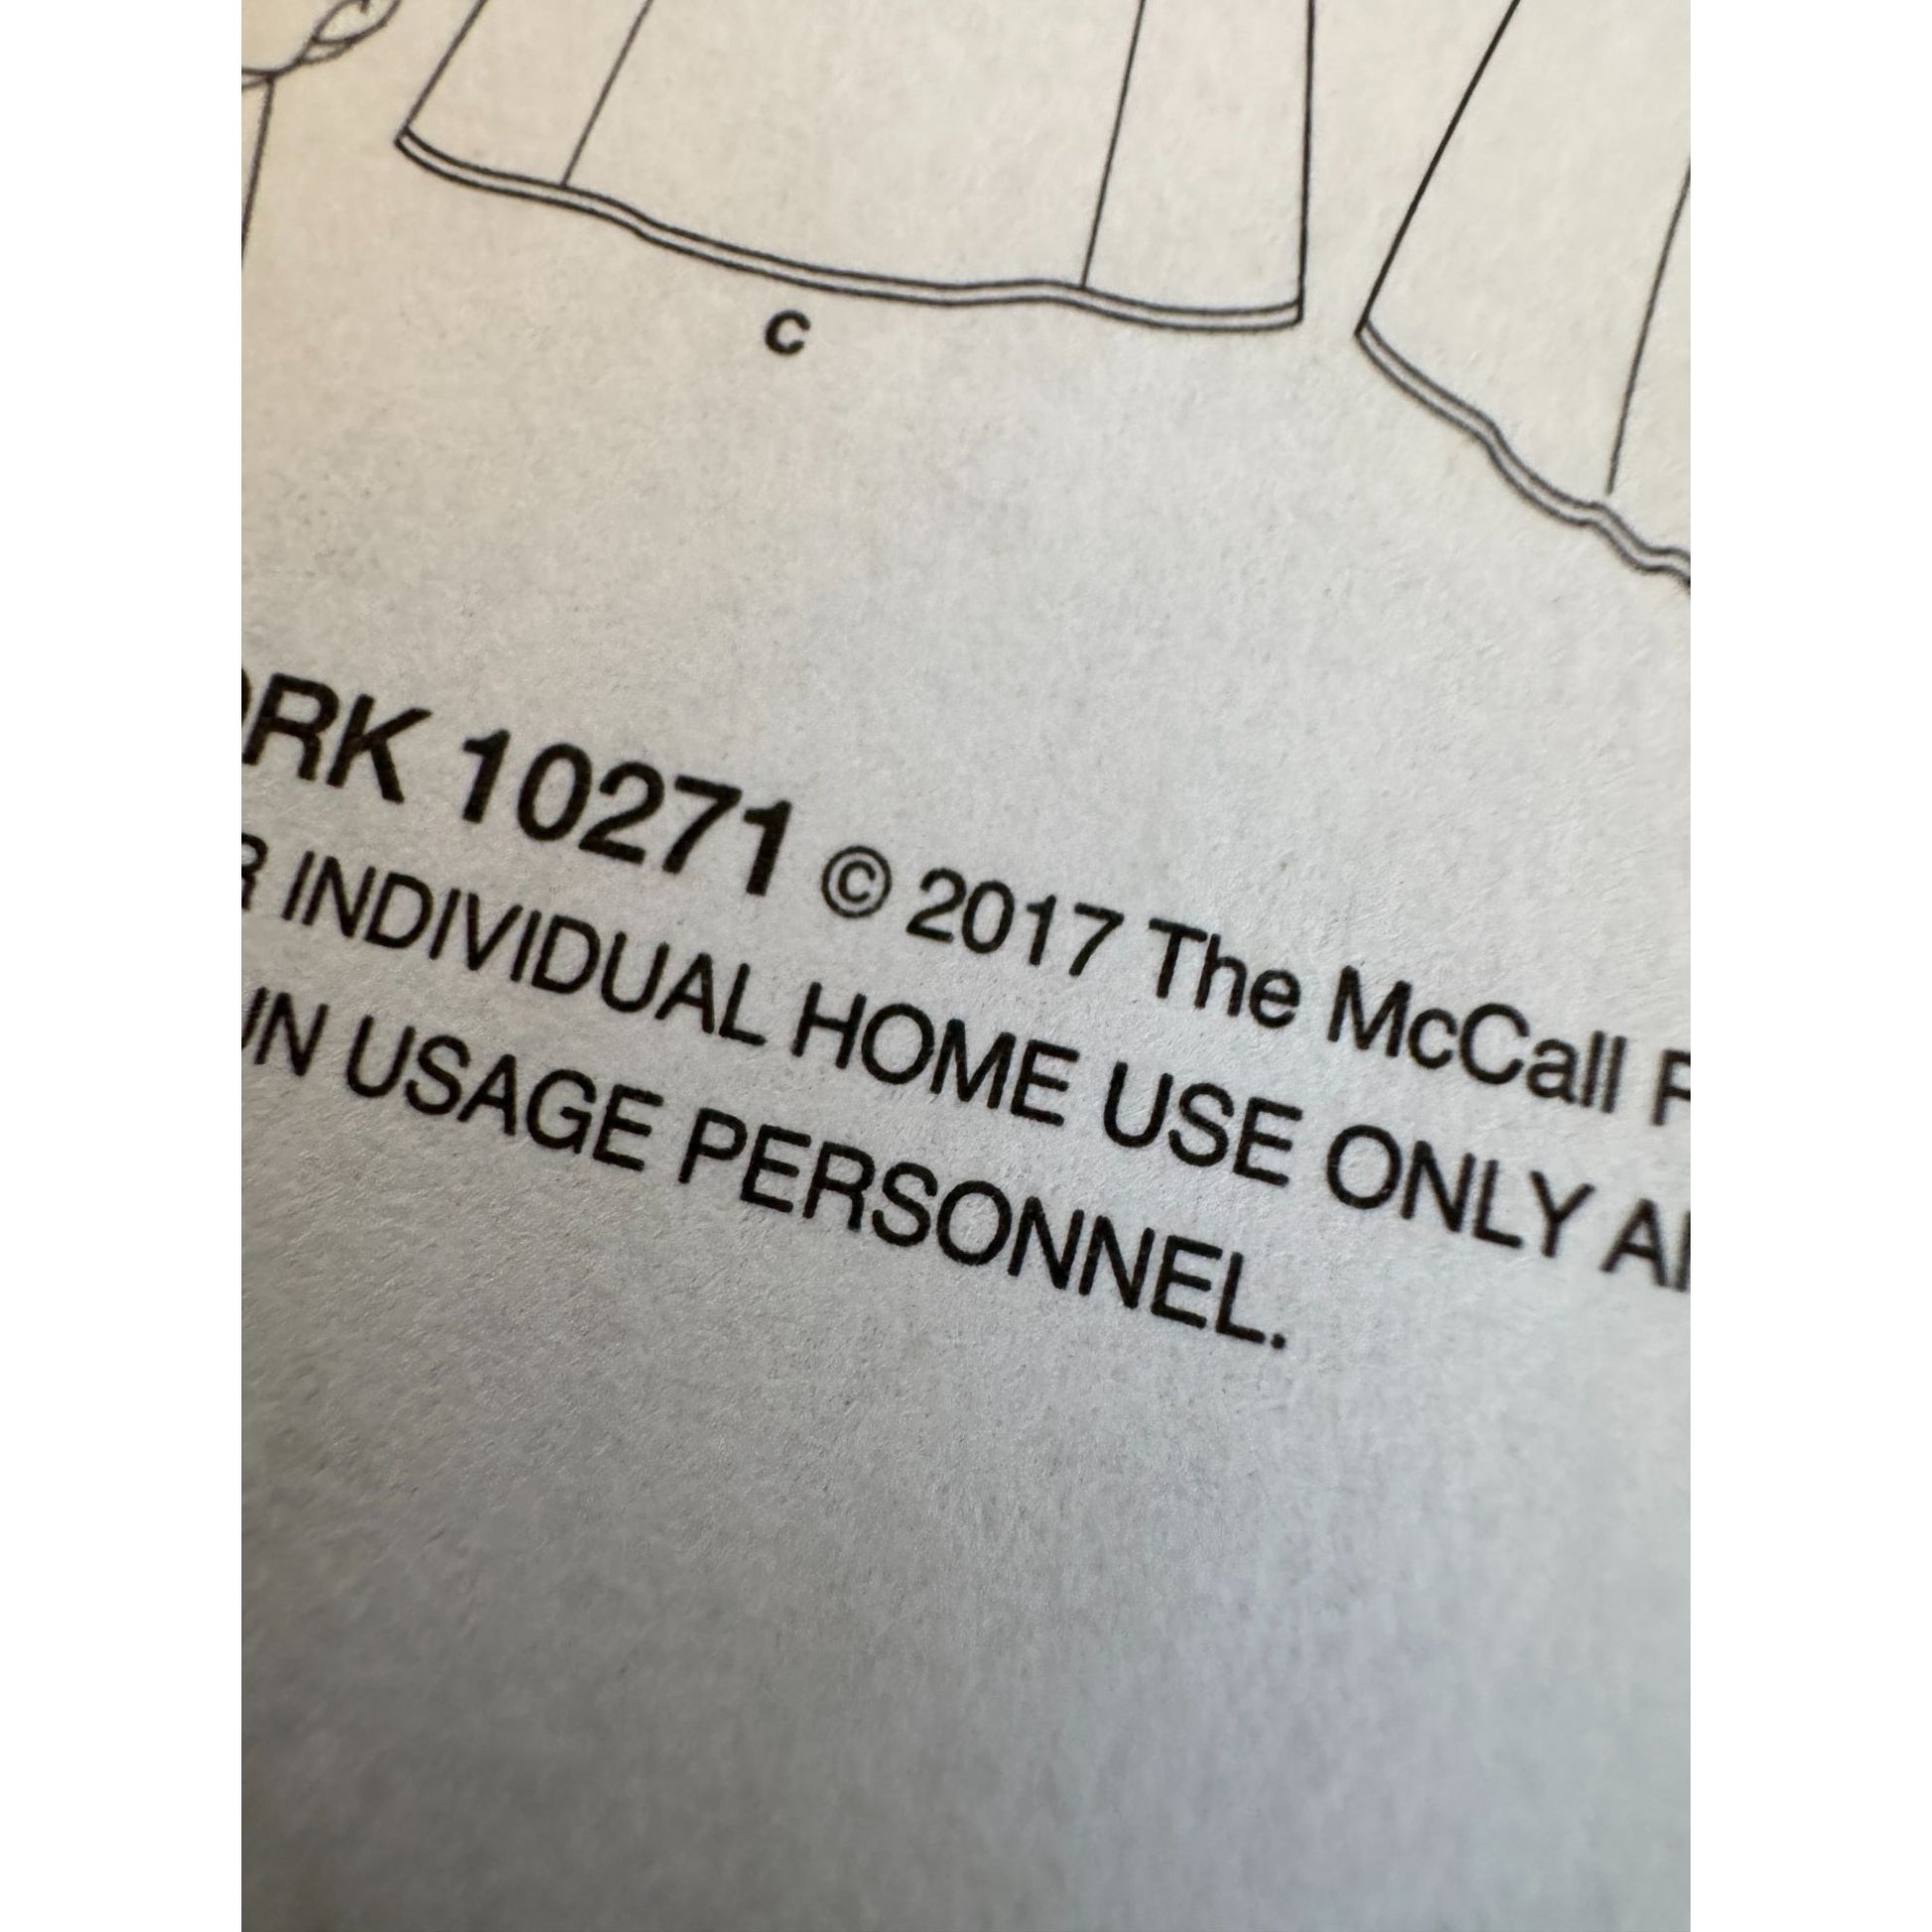 C
RK 10271 © 2017 The McCall
INDIVIDUAL HOME USE ONLY
USAGE PERSONNEL.